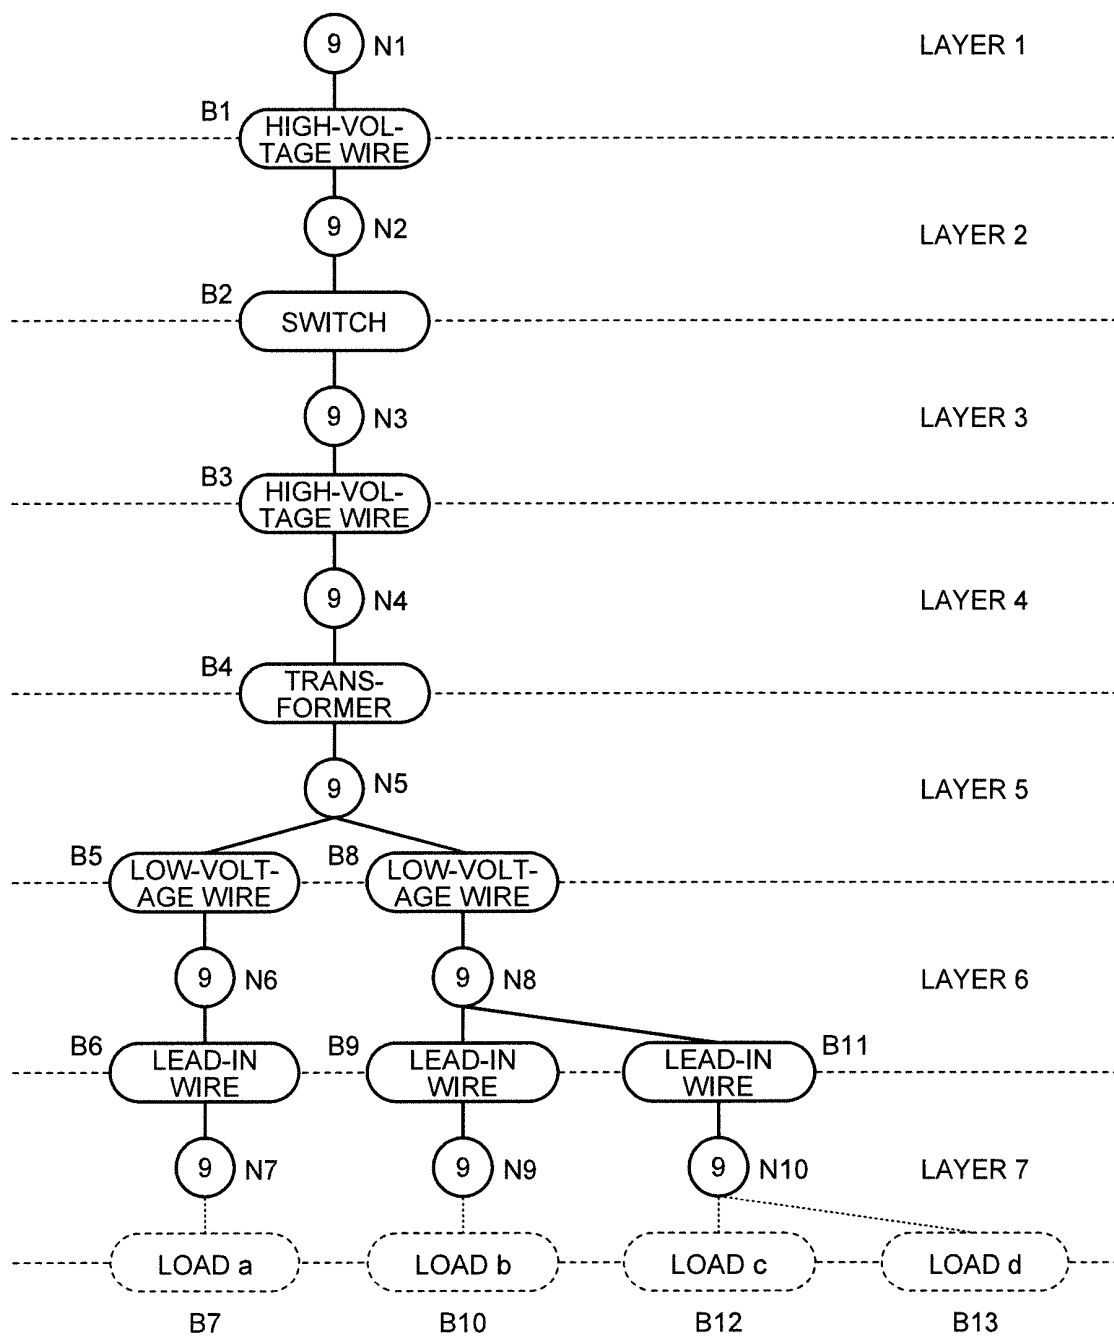 9 N1 LAYER 1
B1
HIGH-VOL-
TAGE WIRE
9 N2 LAYER 2
B2
SWITCH
9 N3 LAYER 3
B3
HIGH-VOL-
TAGE WIRE
9 N4 LAYER 4
B4
TRANS-
FORMER
9 N5 LAYER 5
B5 B8
LOW-VOLT- LOW-VOLT-
AGE WIRE AGE WIRE
9 N6 9 N8 LAYER 6
B6 B9 B11
LEAD-IN LEAD-IN LEAD-IN
WIRE WIRE WIRE
9 N7 9 N9 9 N10 LAYER 7
LOAD a LOAD b LOAD c LOAD d
B7 B10 B12 B13